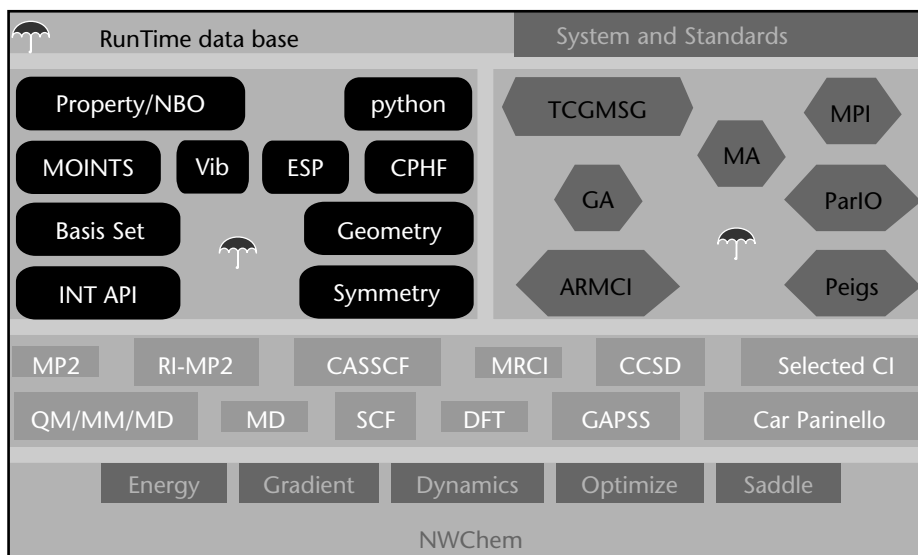 RunTime data base
System and Standards
Property/NBO
python
MOINTS
Vib
ESP
CPHF
Basis Set
Geometry
INT API
Symmetry
TCGMSG
MPI
MA
GA
ParIO
ARMCI
Peigs
MP2
RI-MP2
CASSCF
MRCI
CCSD
Selected CI
QM/MM/MD
MD
SCF
DFT
GAPSS
Car Parinello
Energy
Gradient
Dynamics
Optimize
Saddle
NWChem